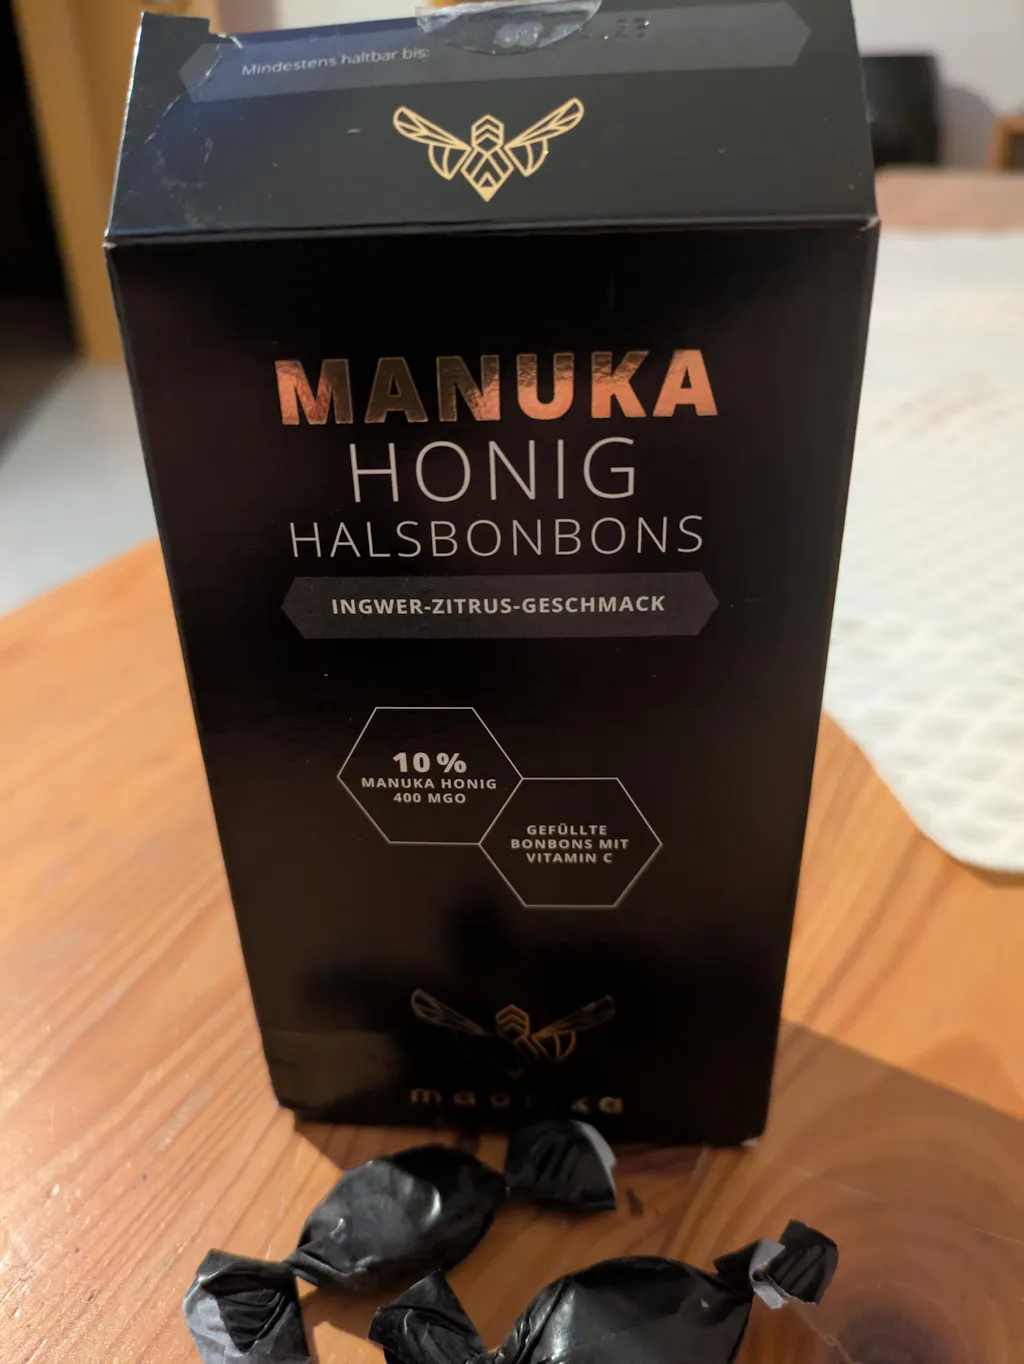 Mindestens haltbar bis:
MANUKA
HONIG
HALSBONBONS
INGWER-ZITRUS-GESCHMACK
10%
MANUKA HONIG
400 MGO
GEFÜLLTE
BONBONS MIT
VITAMIN C